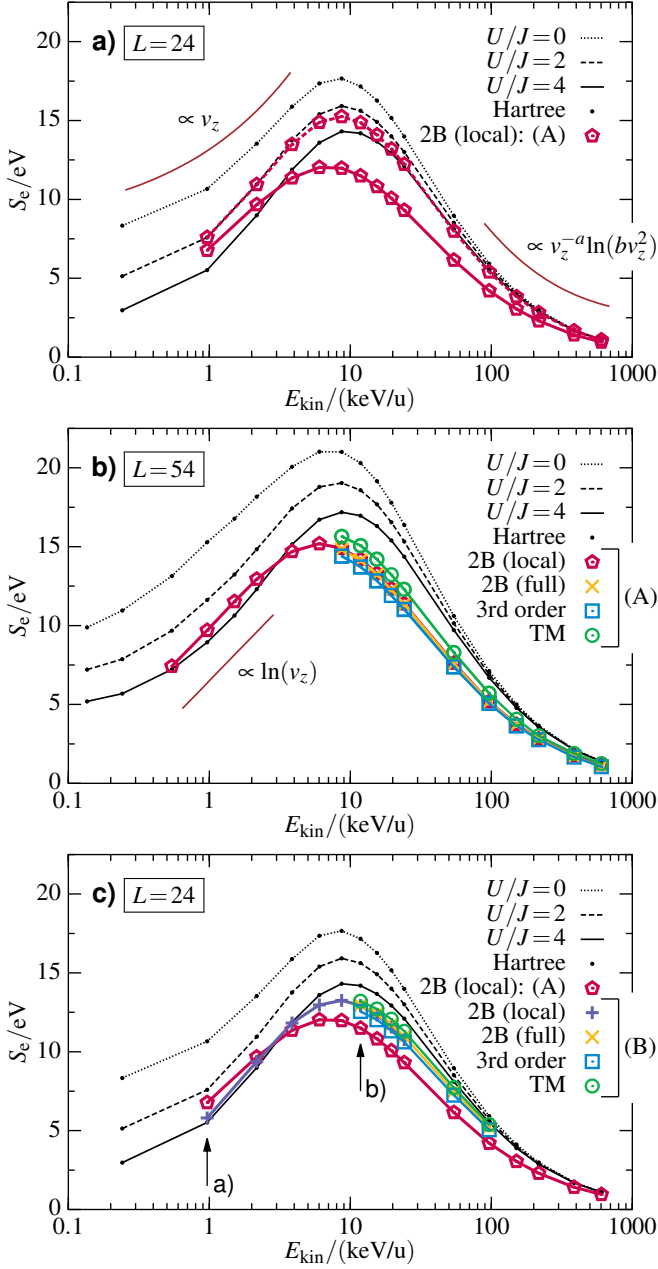 a) L=24
U/J=0
U/J=2
U/J=4
Hartree
2B (local): (A)
∝ v_z
∝ v_z^{-a} ln(bv_z^2)
S_e/eV
0
5
10
15
20
0.1 1 10 100 1000
E_kin/(keV/u)
b) L=54
U/J=0
U/J=2
U/J=4
Hartree
2B (local)
2B (full)
3rd order
TM
(A)
∝ ln(v_z)
S_e/eV
0
5
10
15
20
0.1 1 10 100 1000
E_kin/(keV/u)
c) L=24
U/J=0
U/J=2
U/J=4
Hartree
2B (local): (A)
2B (local)
2B (full)
3rd order
TM
(B)
a)
b)
S_e/eV
0
5
10
15
20
0.1 1 10 100 1000
E_kin/(keV/u)